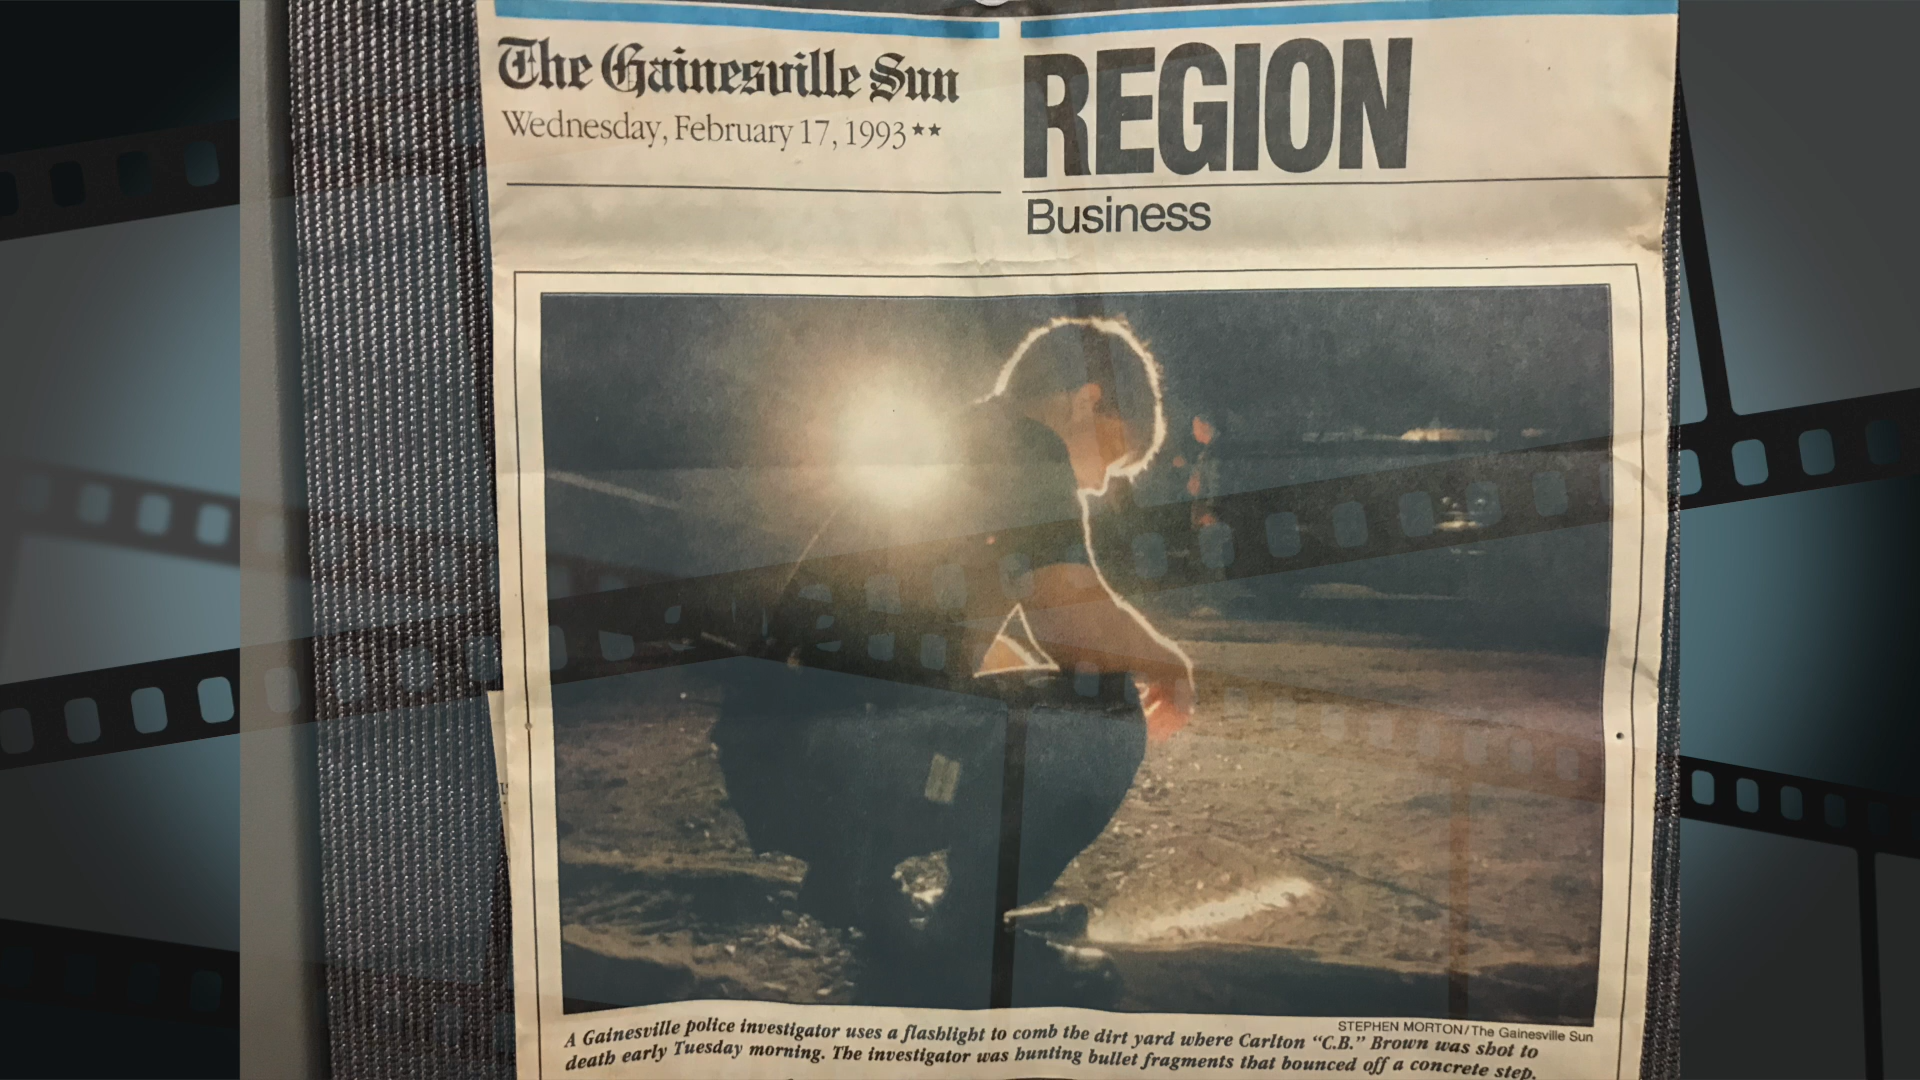 The Gainesville Sun
Wednesday, February 17, 1993★★
REGION
Business
STEPHEN MORTON/The Gainesville Sun
A Gainesville police investigator uses a flashlight to comb the dirt yard where Carlton “C.B.” Brown was shot to
death early Tuesday morning. The investigator was hunting bullet fragments that bounced off a concrete step.